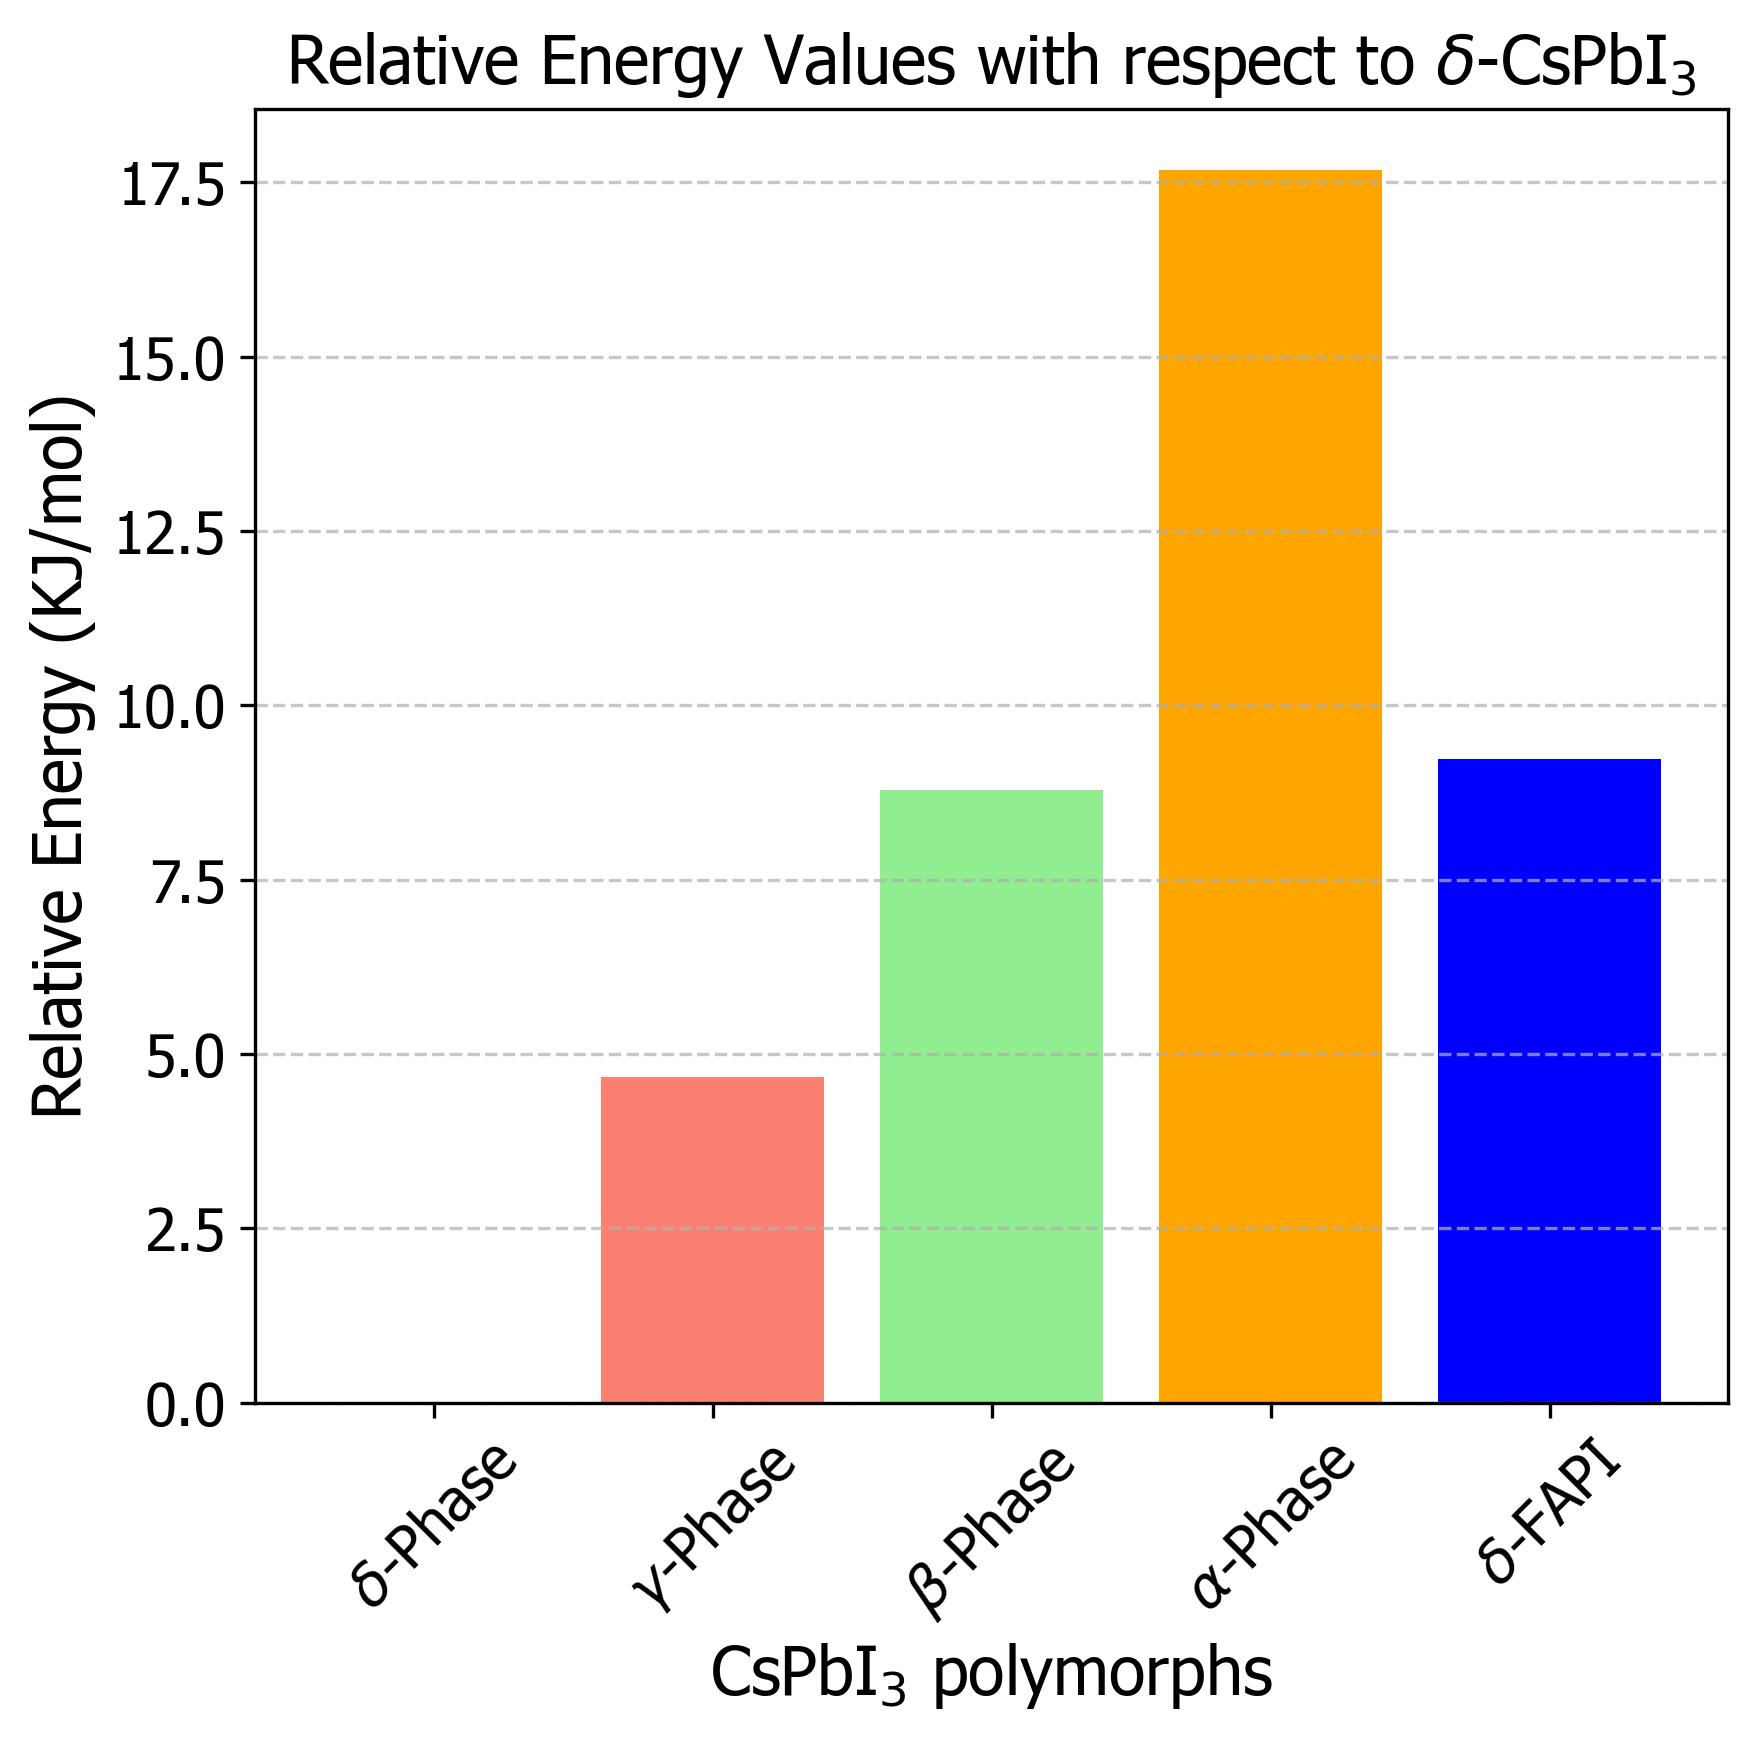 Relative Energy Values with respect to δ-CsPbI₃
Relative Energy (KJ/mol)
17.5
15.0
12.5
10.0
7.5
5.0
2.5
0.0
δ-Phase
γ-Phase
β-Phase
α-Phase
δ-FAPI
CsPbI₃ polymorphs